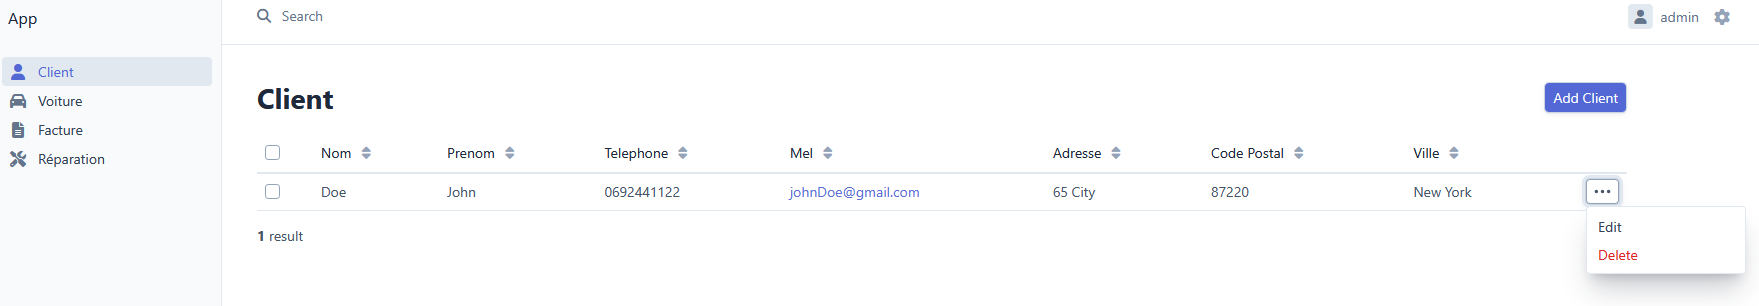 App
Search
admin
Client
Voiture
Facture
Réparation
Client
Add Client
Nom Prenom Telephone Mel Adresse Code Postal Ville
Doe John 0692441122 johnDoe@gmail.com 65 City 87220 New York
1 result
Edit
Delete